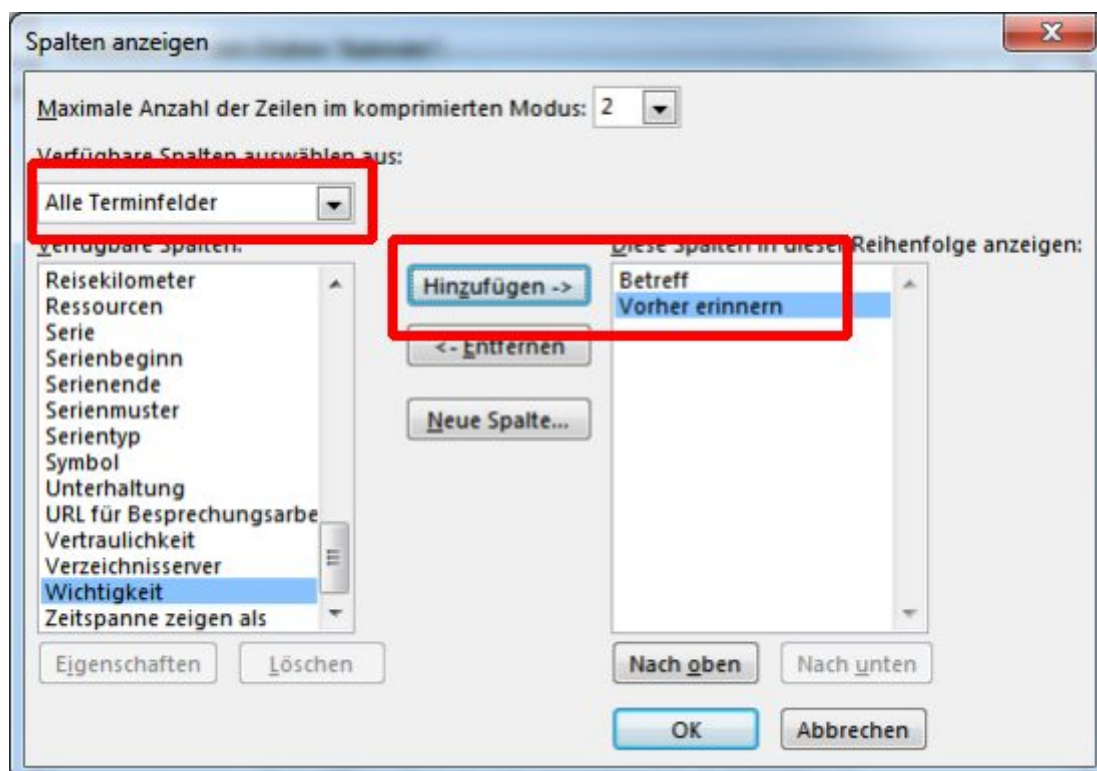 Spalten anzeigen
Maximale Anzahl der Zeilen im komprimierten Modus: 2
Verfügbare Spalten auswählen aus:
Alle Terminfelder
Verfügbare Spalten:
Reisekilometer
Ressourcen
Serie
Serienbeginn
Serienende
Serienmuster
Serientyp
Symbol
Unterhaltung
URL für Besprechungsarbe
Vertraulichkeit
Verzeichnisserver
Wichtigkeit
Zeitspanne zeigen als
Eigenschaften
Löschen
Hinzufügen ->
<- Entfernen
Neue Spalte...
Diese Spalten in dieser Reihenfolge anzeigen:
Betreff
Vorher erinnern
Nach oben
Nach unten
OK
Abbrechen